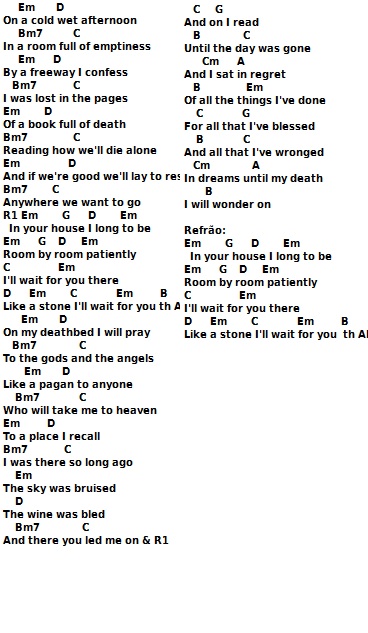 Em D
On a cold wet afternoon
Bm7 C
In a room full of emptiness
Em D
By a freeway I confess
Bm7 C
I was lost in the pages
Em D
Of a book full of death
Bm7 C
Reading how we'll die alone
Em D
And if we're good we'll lay to res
Bm7 C
Anywhere we want to go
R1 Em G D Em
In your house I long to be
Em G D Em
Room by room patiently
C Em
I'll wait for you there
D Em C Em B
Like a stone I'll wait for you th A
Em D
On my deathbed I will pray
Bm7 C
To the gods and the angels
Em D
Like a pagan to anyone
Bm7 C
Who will take me to heaven
Em D
To a place I recall
Bm7 C
I was there so long ago
Em
The sky was bruised
D
The wine was bled
Bm7 C
And there you led me on & R1
C G
And on I read
B C
Until the day was gone
Cm A
And I sat in regret
B Em
Of all the things I've done
C G
For all that I've blessed
B C
And all that I've wronged
Cm A
In dreams until my death
B
I will wonder on
Refrão:
Em G D Em
In your house I long to be
Em G D Em
Room by room patiently
C Em
I'll wait for you there
D Em C Em B
Like a stone I'll wait for you th Al